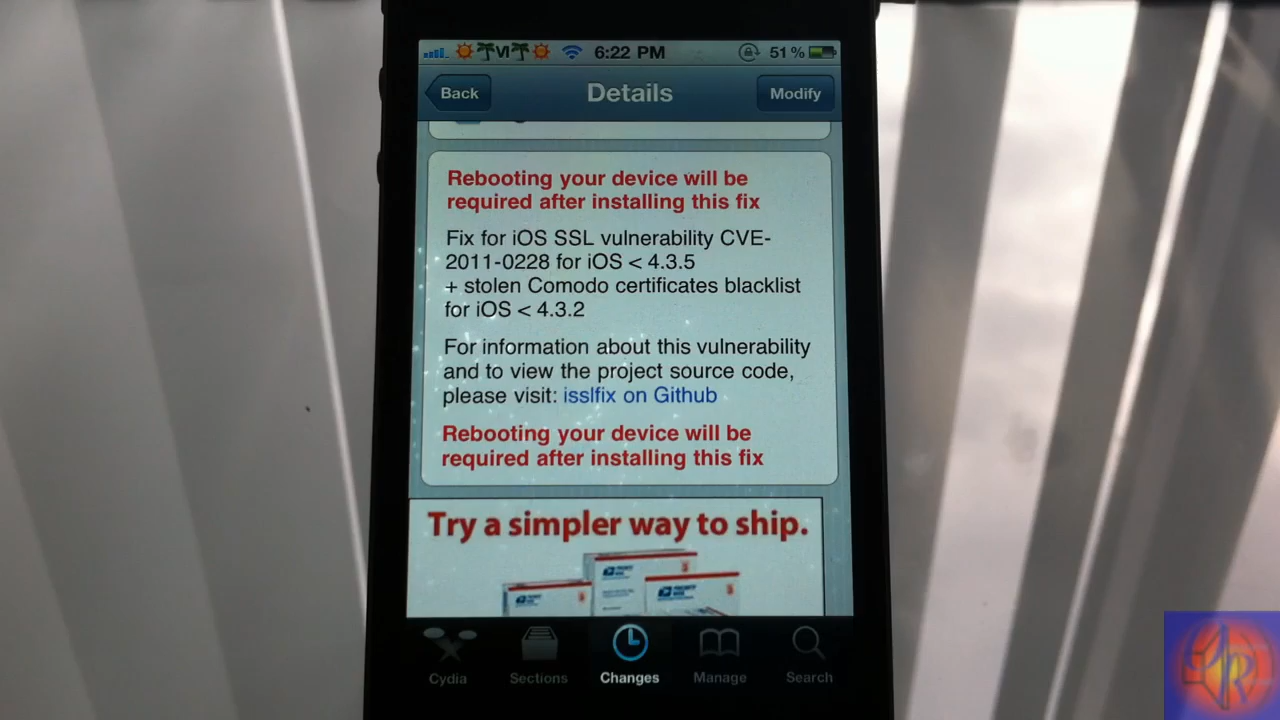 VI 6:22 PM 51%
Back Details Modify
Rebooting your device will be
required after installing this fix
Fix for iOS SSL vulnerability CVE-
2011-0228 for iOS < 4.3.5
+ stolen Comodo certificates blacklist
for iOS < 4.3.2
For information about this vulnerability
and to view the project source code,
please visit: isslfix on Github
Rebooting your device will be
required after installing this fix
Try a simpler way to ship.
Cydia Sections Changes Manage Search